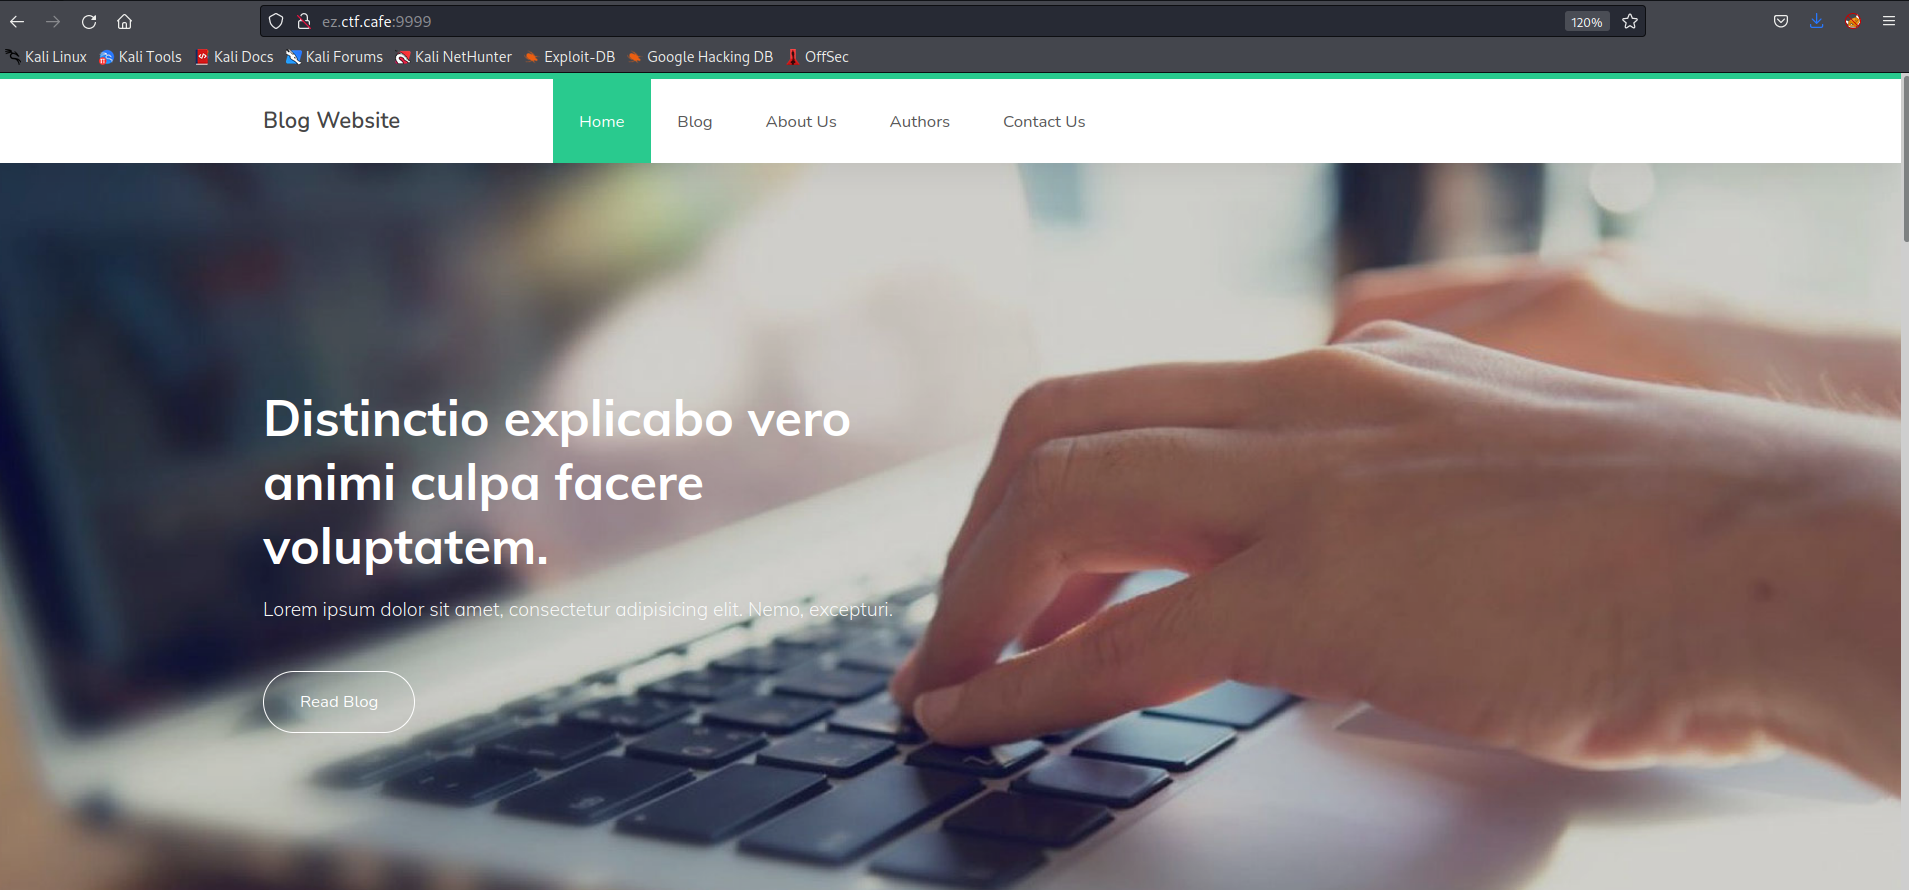 ez.ctf.cafe:9999
120%
Kali Linux Kali Tools Kali Docs Kali Forums Kali NetHunter Exploit-DB Google Hacking DB OffSec
Blog Website
Home Blog About Us Authors Contact Us
Distinctio explicabo vero
animi culpa facere
voluptatem.
Lorem ipsum dolor sit amet, consectetur adipisicing elit. Nemo, excepturi.
Read Blog